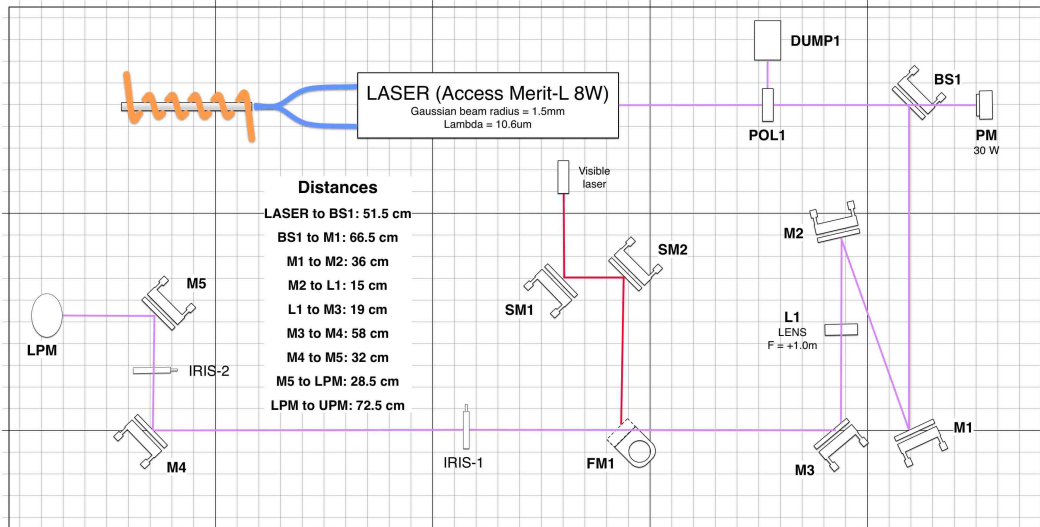 DUMP1
BS1
LASER (Access Merit-L 8W)
Gaussian beam radius = 1.5mm
Lambda = 10.6um
POL1
PM
30 W
Visible
laser
Distances
LASER to BS1: 51.5 cm
BS1 to M1: 66.5 cm
M1 to M2: 36 cm
M2 to L1: 15 cm
L1 to M3: 19 cm
M3 to M4: 58 cm
M4 to M5: 32 cm
M5 to LPM: 28.5 cm
LPM to UPM: 72.5 cm
M2
SM2
SM1
M5
L1
LENS
F = +1.0m
LPM
IRIS-2
M1
IRIS-1
FM1
M3
M4